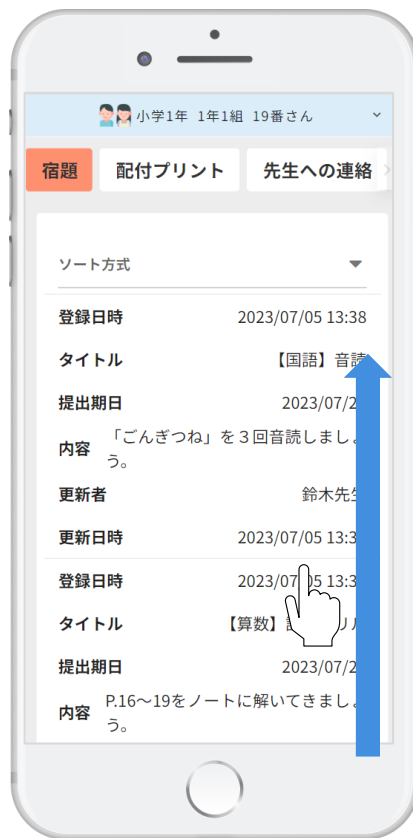 小学1年 1年1組 19番さん
宿題 配付プリント 先生への連絡
ソート方式
登録日時 2023/07/05 13:38
タイトル 【国語】音読
提出期日 2023/07/2
内容 「ごんぎつね」を３回音読しましょ
う。
更新者 鈴木先生
更新日時 2023/07/05 13:3
登録日時 2023/07/05 13:3
タイトル 【算数】
提出期日 2023/07/2
内容 P.16～19をノートに解いてきましょ
う。